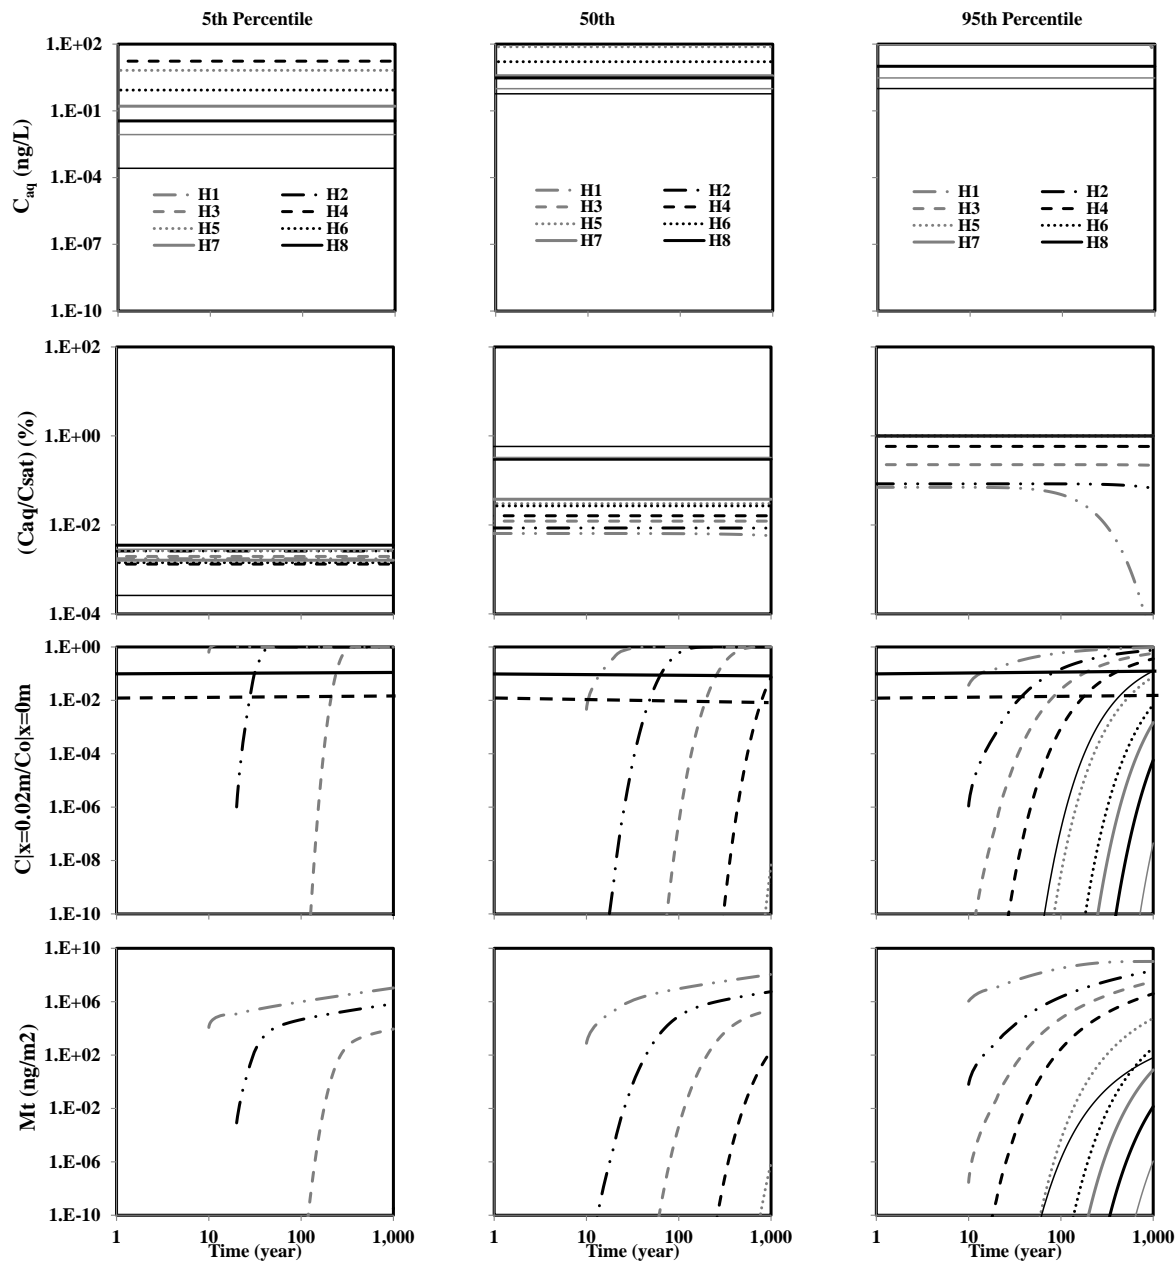 5th Percentile 50th 95th Percentile
C_aq (ng/L)
1.E+02
1.E-01
1.E-04
1.E-07
1.E-10
H1 H2
H3 H4
H5 H6
H7 H8
H1 H2
H3 H4
H5 H6
H7 H8
H1 H2
H3 H4
H5 H6
H7 H8
(Caq/Csat) (%)
1.E+02
1.E+00
1.E-02
1.E-04
C|x=0.02m/Co|x=0m
1.E+00
1.E-02
1.E-04
1.E-06
1.E-08
1.E-10
Mt (ng/m2)
1.E+10
1.E+06
1.E+02
1.E-02
1.E-06
1.E-10
1 10 100 1,000
Time (year)
1 10 100 1,000
Time (year)
1 10 100 1,000
Time (year)